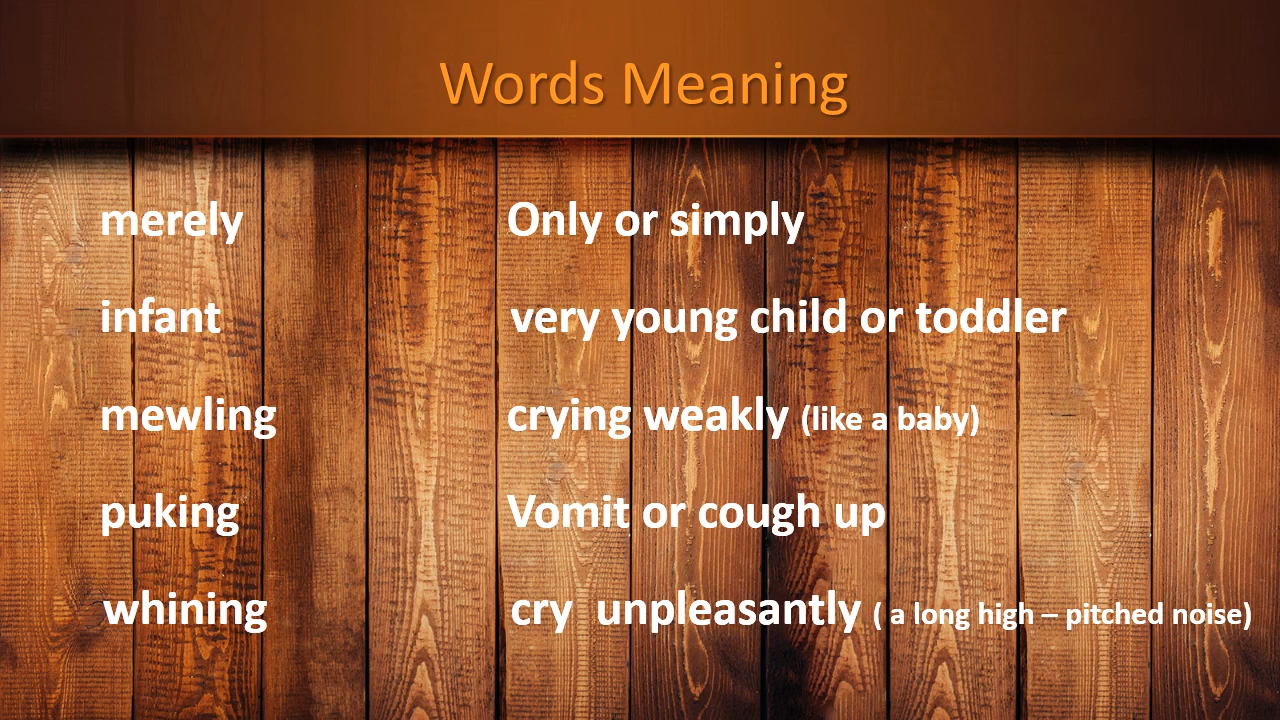 Words Meaning
merely Only or simply
infant very young child or toddler
mewling crying weakly (like a baby)
puking Vomit or cough up
whining cry unpleasantly ( a long high – pitched noise)